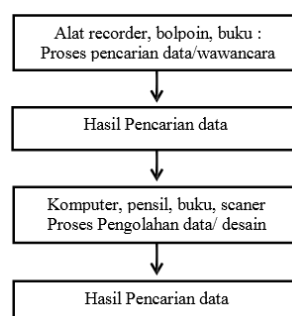 Alat recorder, bolpoin, buku :
Proses pencarian data/wawancara
Hasil Pencarian data
Komputer, pensil, buku, scaner
Proses Pengolahan data/ desain
Hasil Pencarian data